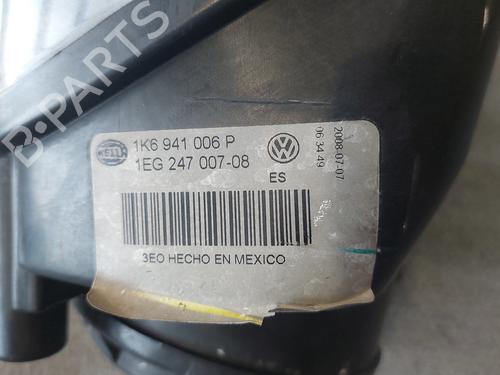 B-PARTS
HELLA
1K6 941 006 P
1EG 247 007-08
ES
2008-07-07
06:34:49
3EO HECHO EN MEXICO